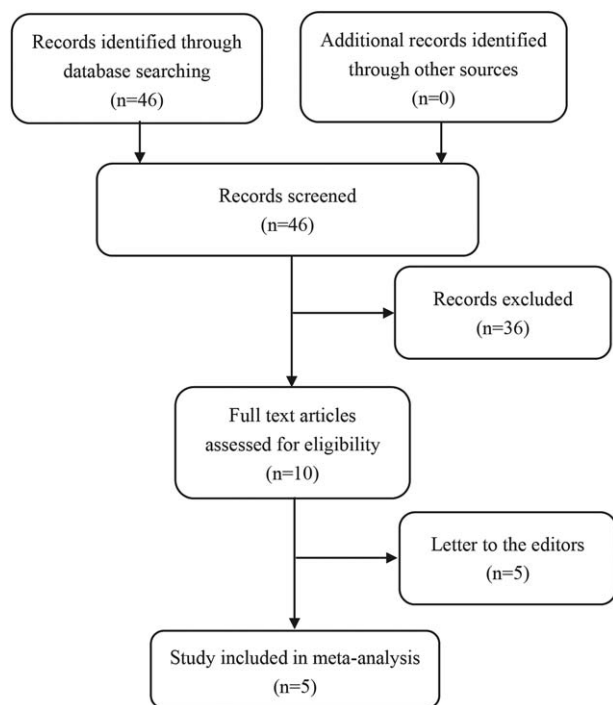 Records identified through
database searching
(n=46)
Additional records identified
through other sources
(n=0)
Records screened
(n=46)
Records excluded
(n=36)
Full text articles
assessed for eligibility
(n=10)
Letter to the editors
(n=5)
Study included in meta-analysis
(n=5)